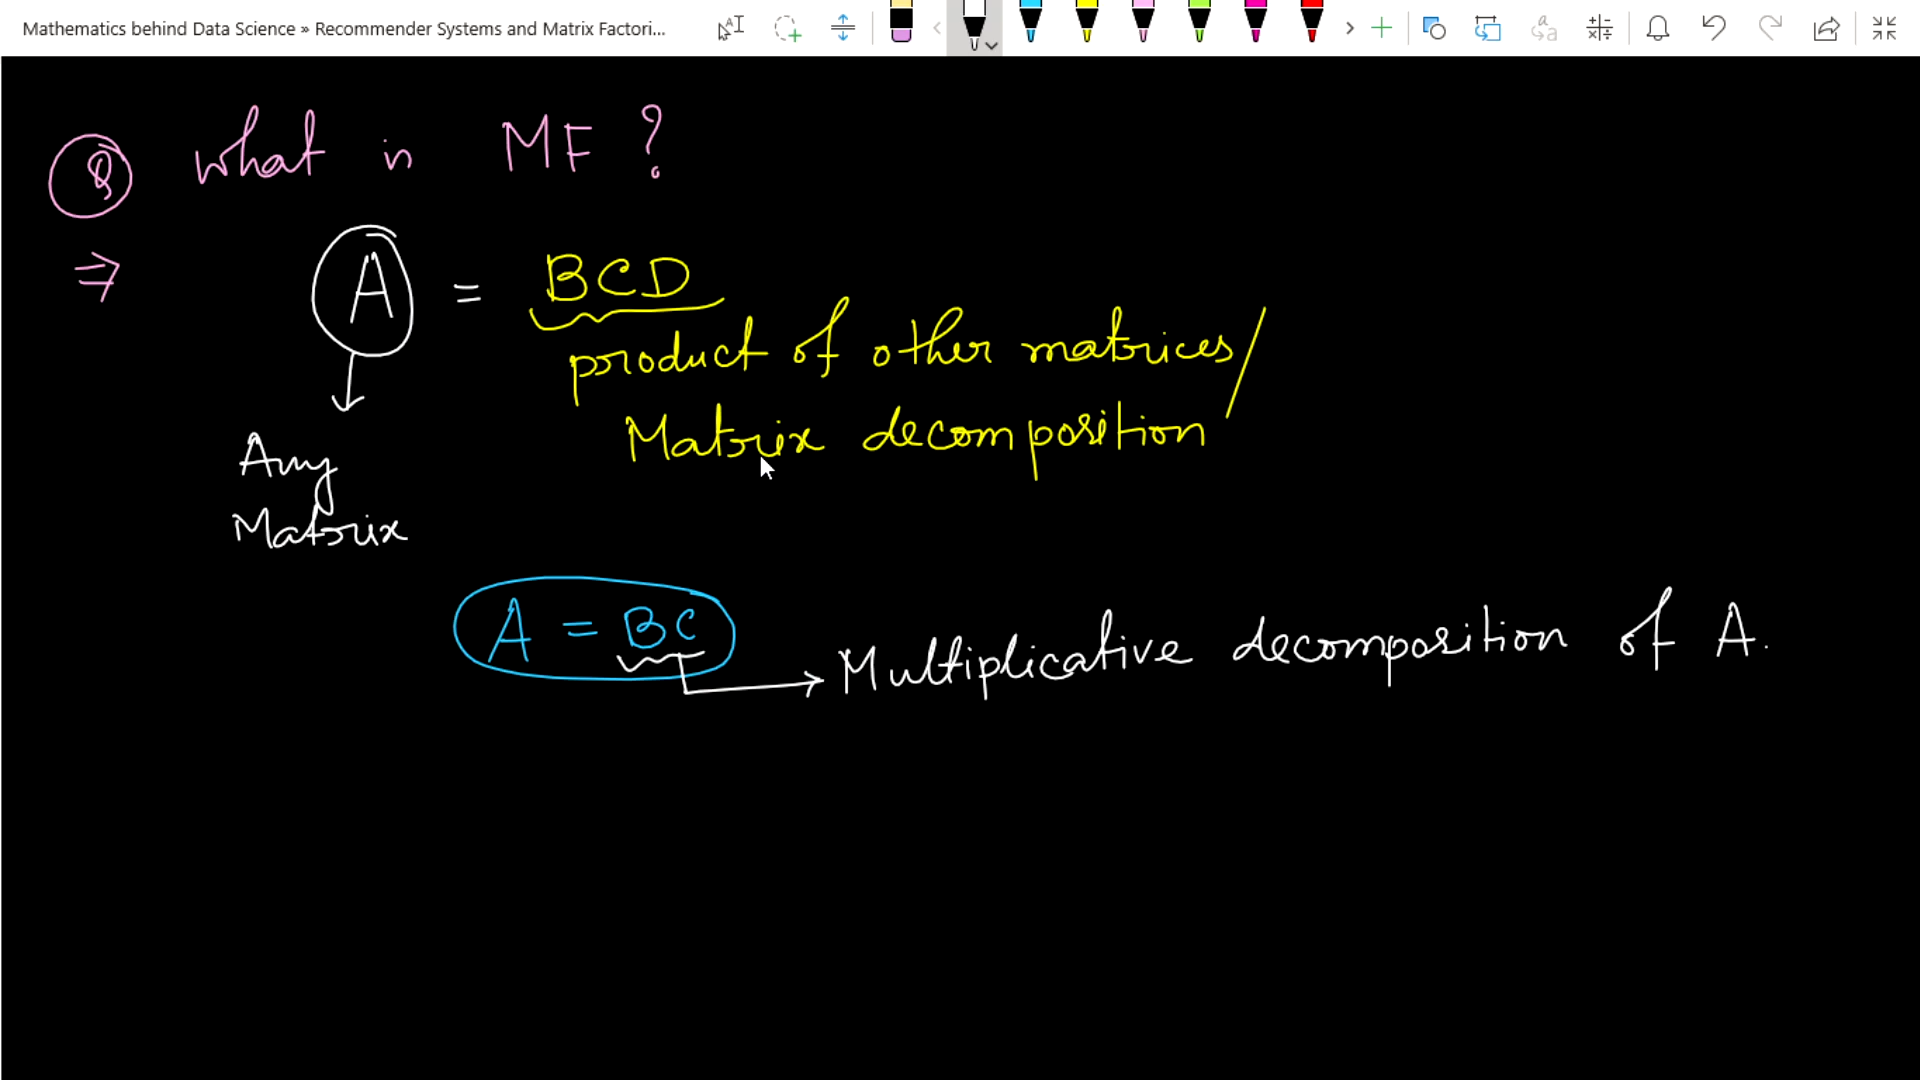 Mathematics behind Data Science » Recommender Systems and Matrix Factori...
Q what is MF ?
⇒ A = BCD
product of other matrices/
Matrix decomposition
Any
Matrix
A = BC → Multiplicative decomposition of A.